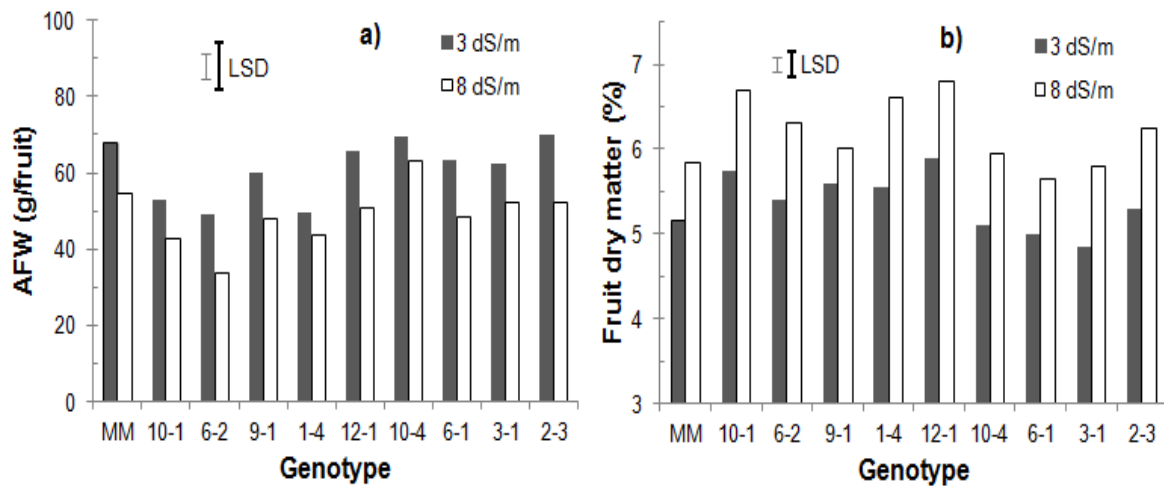 a)
3 dS/m
8 dS/m
LSD
AFW (g/fruit)
100
80
60
40
20
0
MM 10-1 6-2 9-1 1-4 12-1 10-4 6-1 3-1 2-3
Genotype
b)
3 dS/m
8 dS/m
LSD
Fruit dry matter (%)
7
6
5
4
3
MM 10-1 6-2 9-1 1-4 12-1 10-4 6-1 3-1 2-3
Genotype